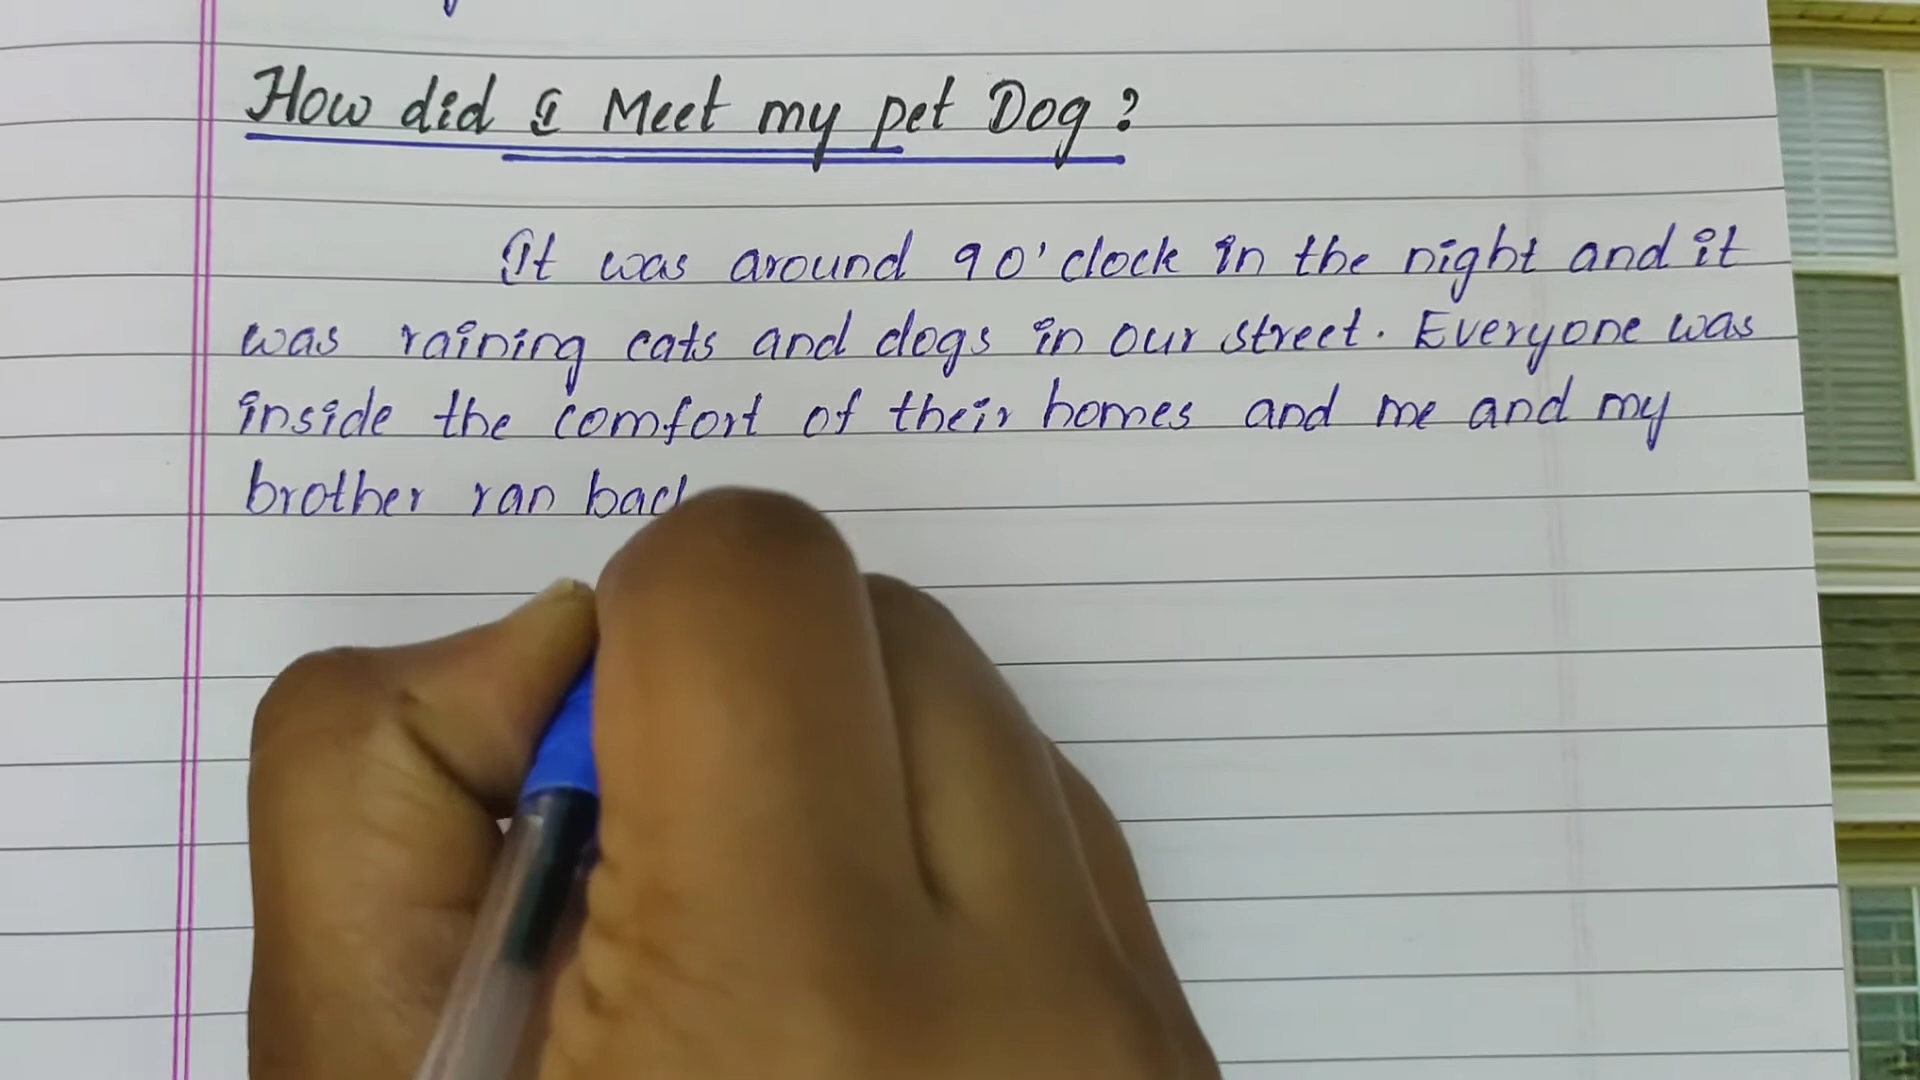 How did I Meet my pet Dog?
It was around 9 o'clock in the night and it
was raining cats and dogs in our street. Everyone was
inside the comfort of their homes and me and my
brother ran back